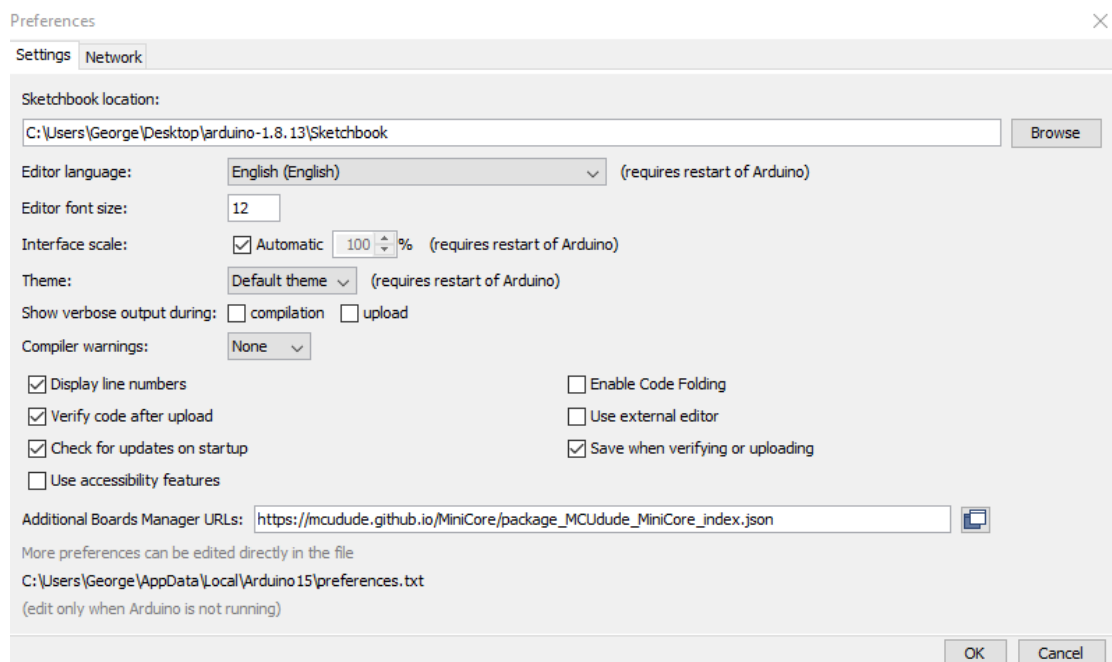 Preferences
Settings Network
Sketchbook location:
C:\Users\George\Desktop\arduino-1.8.13\Sketchbook Browse
Editor language: English (English) (requires restart of Arduino)
Editor font size: 12
Interface scale: Automatic 100 % (requires restart of Arduino)
Theme: Default theme (requires restart of Arduino)
Show verbose output during: compilation upload
Compiler warnings: None
Display line numbers Enable Code Folding
Verify code after upload Use external editor
Check for updates on startup Save when verifying or uploading
Use accessibility features
Additional Boards Manager URLs: https://mcudude.github.io/MiniCore/package_MCUdude_MiniCore_index.json
More preferences can be edited directly in the file
C:\Users\George\AppData\Local\Arduino15\preferences.txt
(edit only when Arduino is not running)
OK Cancel